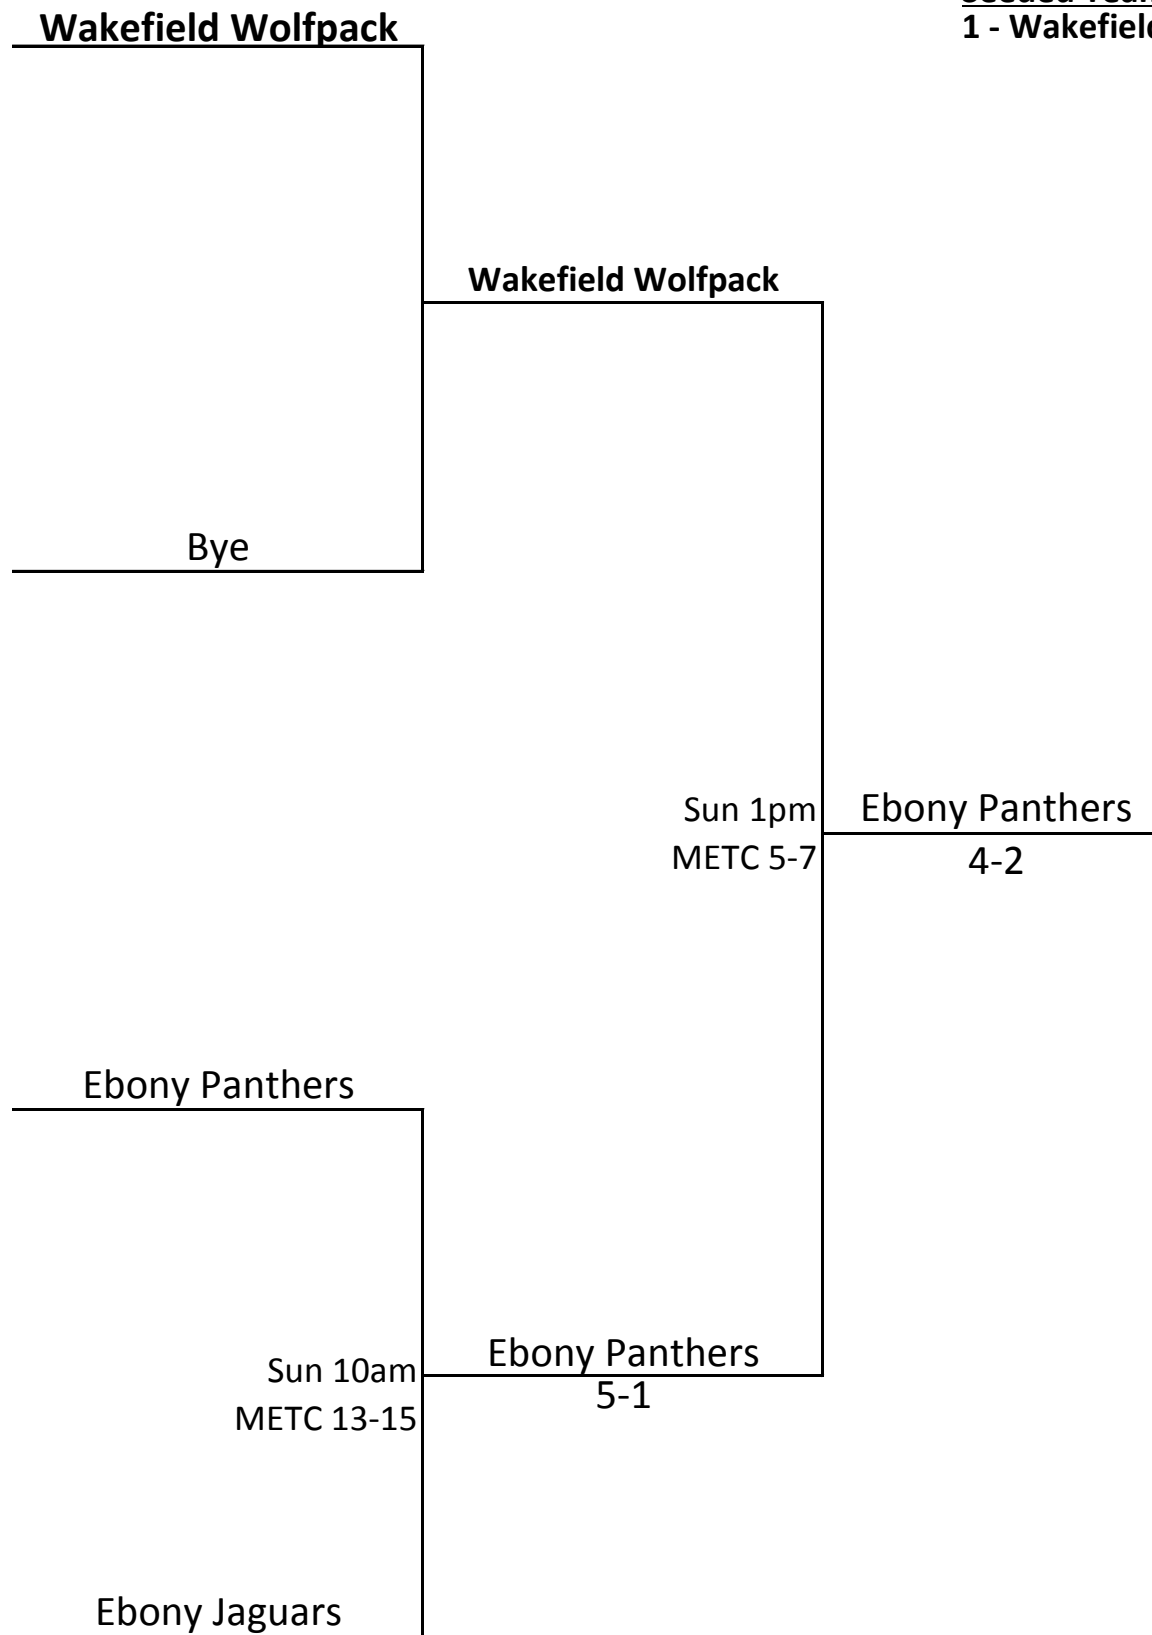 Wakefield Wolfpack
1 - Wakefield
Wakefield Wolfpack
Bye
Sun 1pm
METC 5-7
Ebony Panthers
4-2
Ebony Panthers
Sun 10am
METC 13-15
Ebony Panthers
5-1
Ebony Jaguars